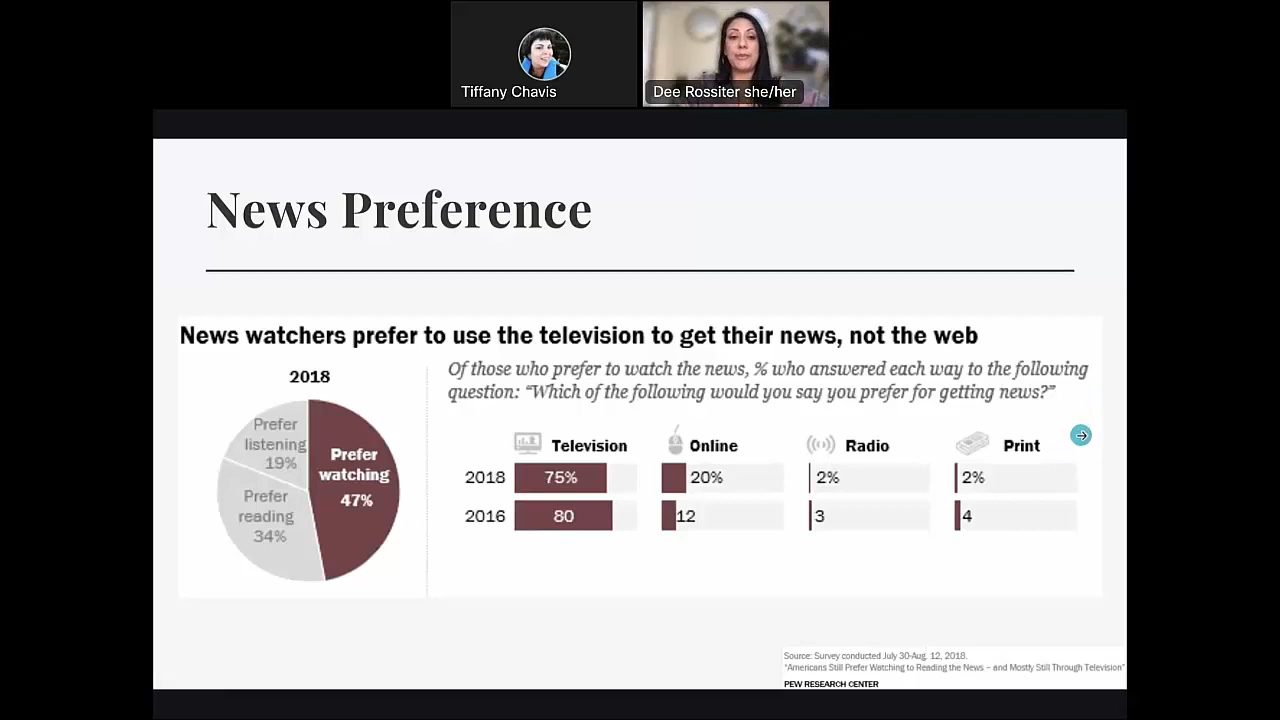 Tiffany Chavis
Dee Rossiter she/her
News Preference
News watchers prefer to use the television to get their news, not the web
2018
Prefer
listening
19%
Prefer
watching
47%
Prefer
reading
34%
Of those who prefer to watch the news, % who answered each way to the following
question: “Which of the following would you say you prefer for getting news?”
Television Online Radio Print
2018 75% 20% 2% 2%
2016 80 12 3 4
Source: Survey conducted July 30-Aug. 12, 2018.
“Americans Still Prefer Watching to Reading the News – and Mostly Still Through Television”
PEW RESEARCH CENTER